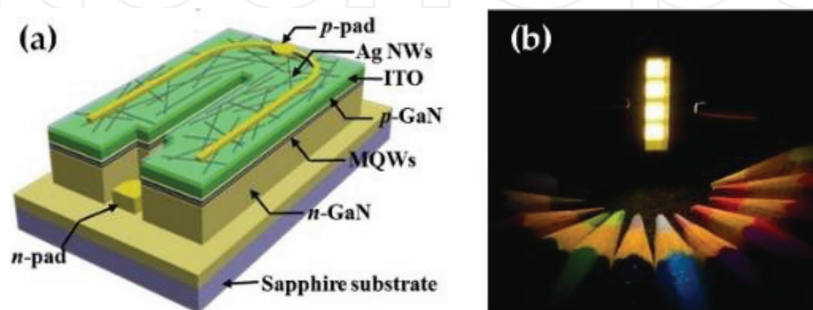 (a)
p-pad
Ag NWs
ITO
p-GaN
MQWs
n-GaN
n-pad
Sapphire substrate
(b)